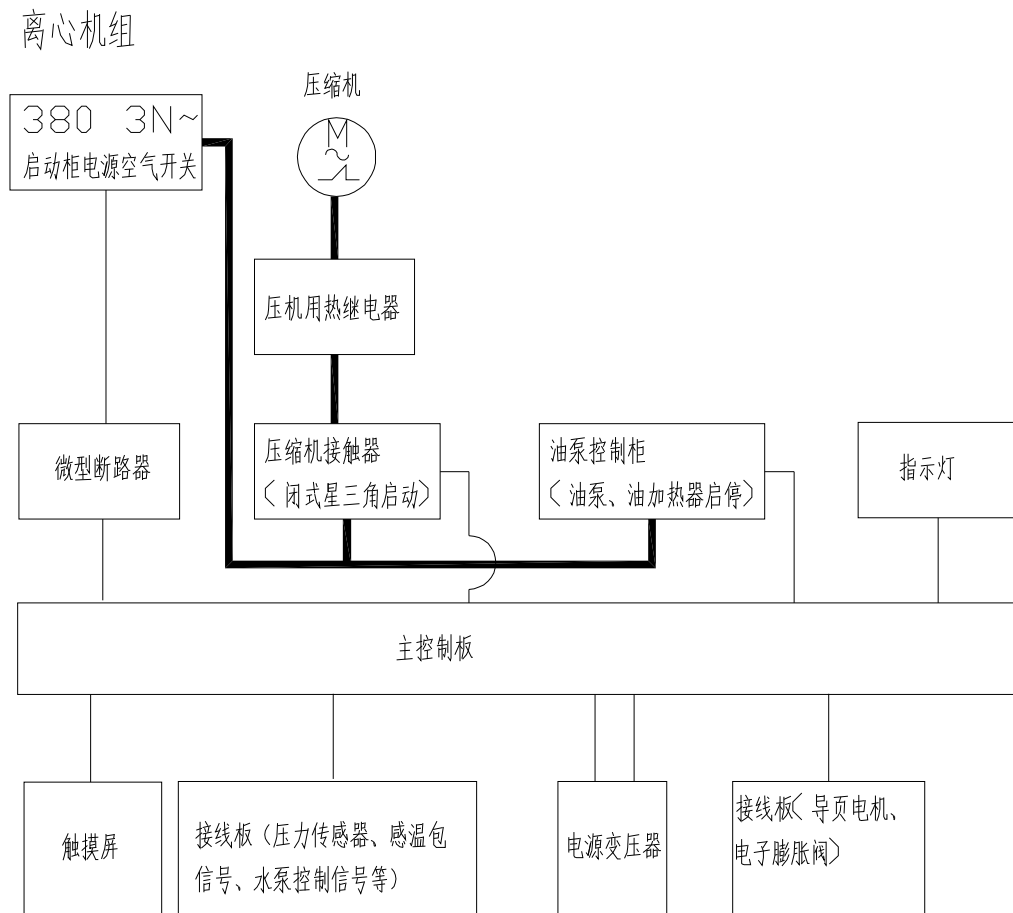 离心机组
380 3N~
启动柜电源空气开关
压缩机
M
压机用热继电器
微型断路器
压缩机接触器
（闭式星三角启动）
油泵控制柜
（油泵、油加热器启停）
指示灯
主控制板
触摸屏
接线板（压力传感器、感温包
信号、水泵控制信号等）
电源变压器
接线板（导页电机、
电子膨胀阀）